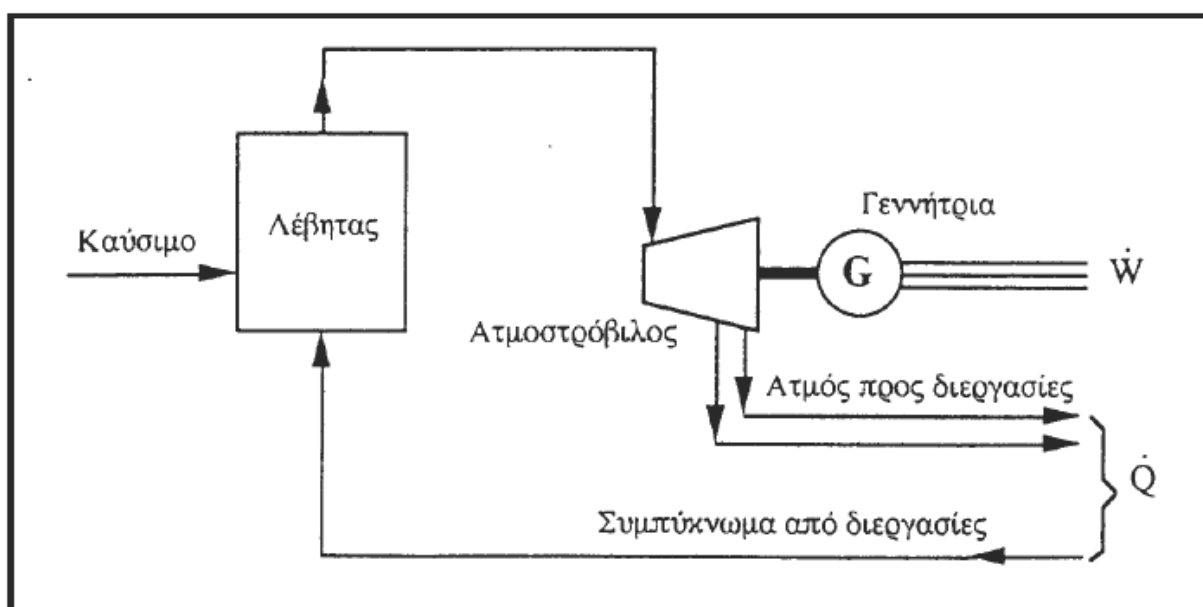 Γεννήτρια
Λέβητας
Καύσιμο
G
Ẇ
Ατμοστρόβιλος
Ατμός προς διεργασίες
Q̇
Συμπύκνωμα από διεργασίες